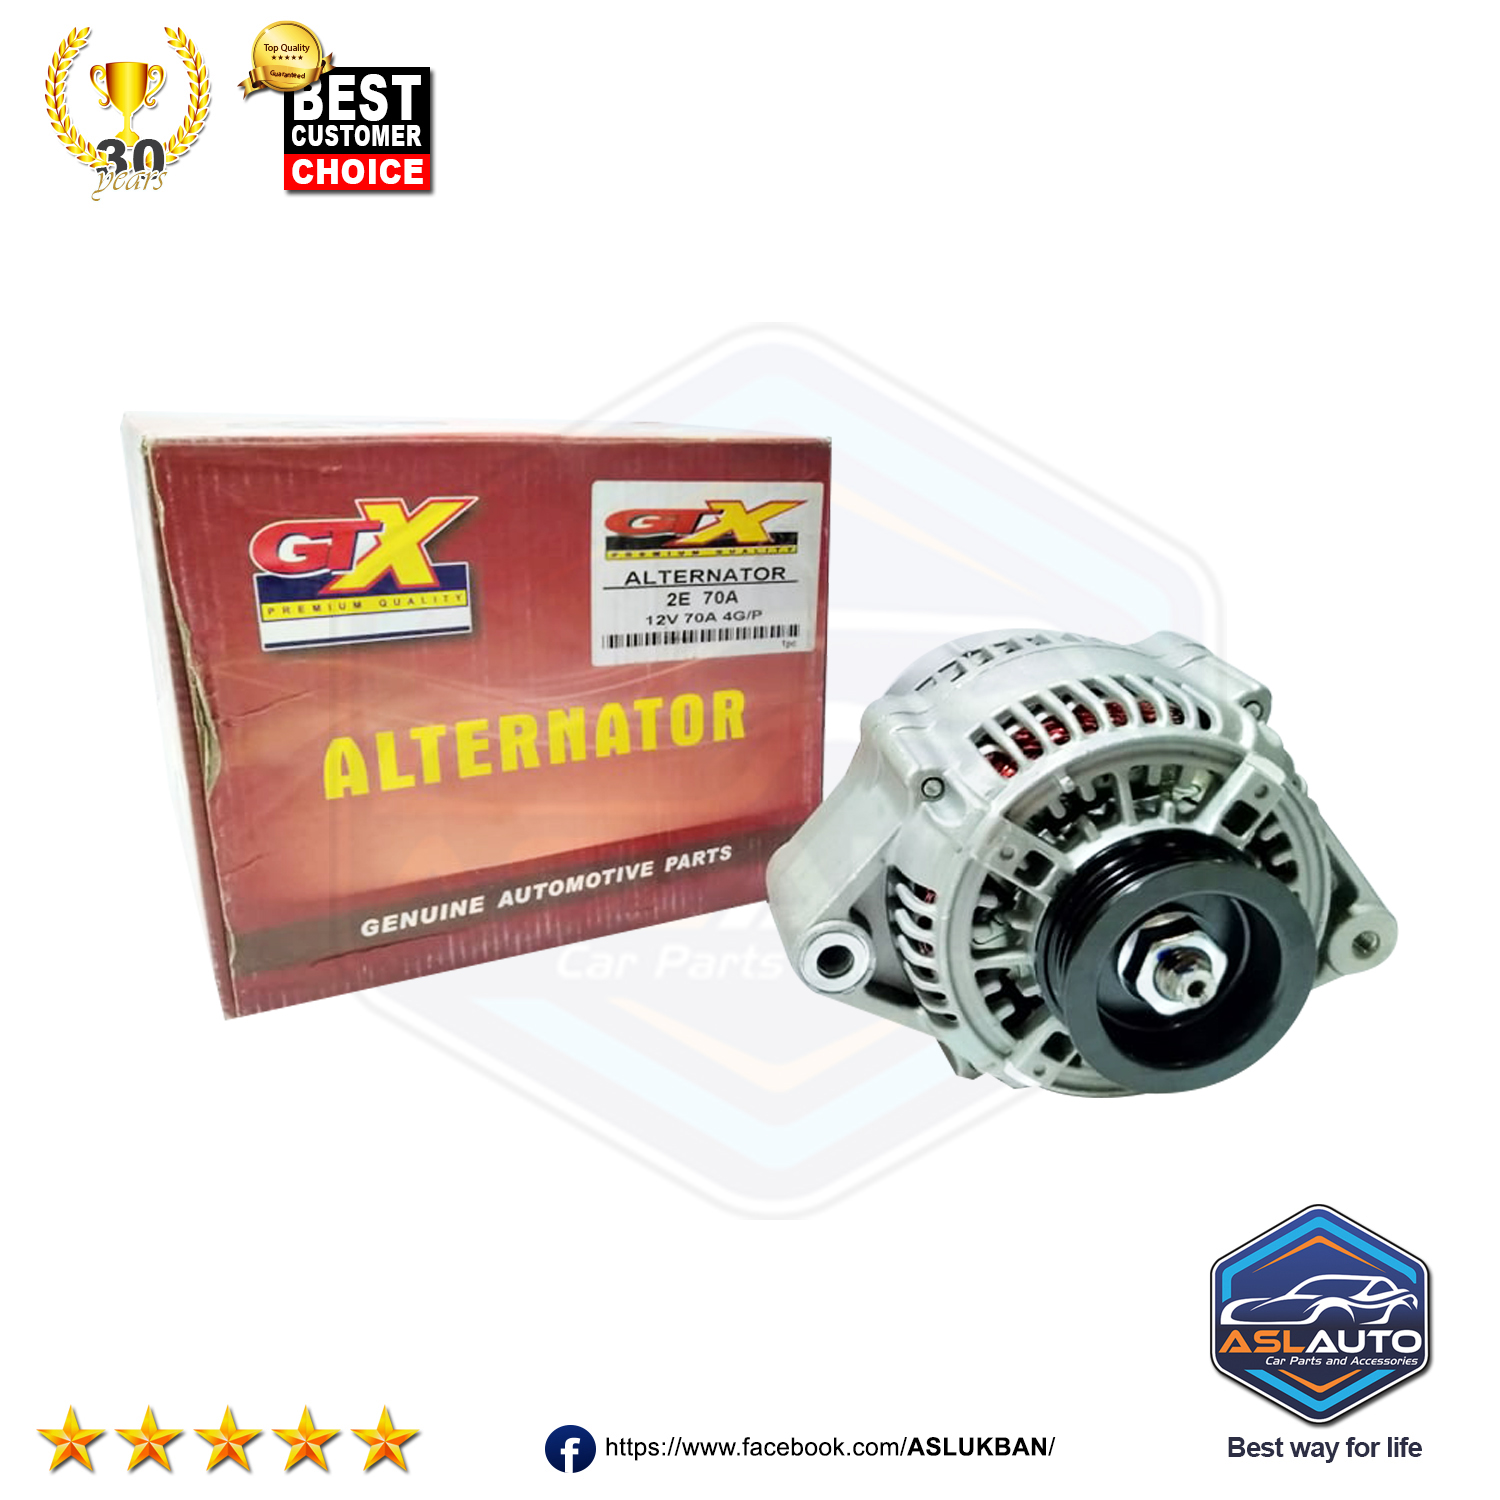 30
years
Top Quality
Guaranteed
BEST
CUSTOMER
CHOICE
GTX
PREMIUM QUALITY
GTX
PREMIUM QUALITY
ALTERNATOR
2E 70A
12V 70A 4G/P
1pc
ALTERNATOR
GENUINE AUTOMOTIVE PARTS
Car Parts
ASLAUTO
Car Parts and Accessories
Best way for life
https://www.facebook.com/ASLUKBAN/